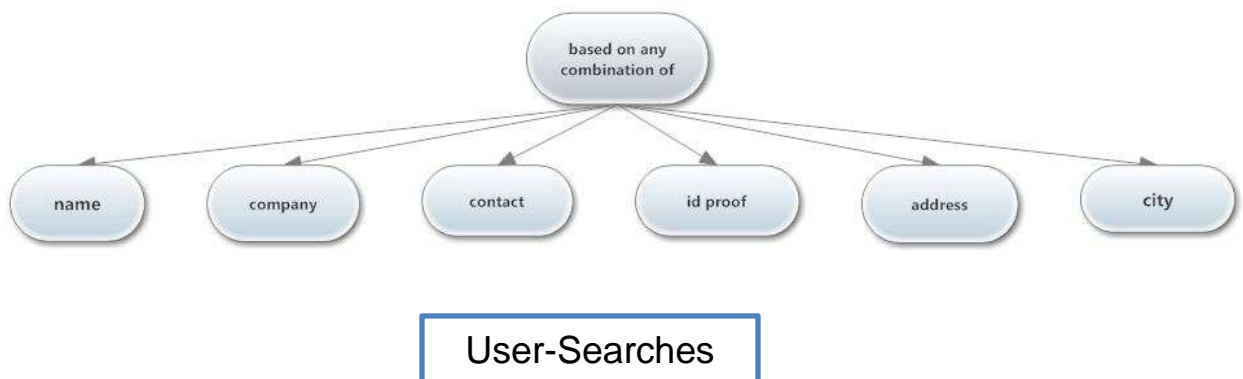 based on any
combination of
name
company
contact
id proof
address
city
User-Searches